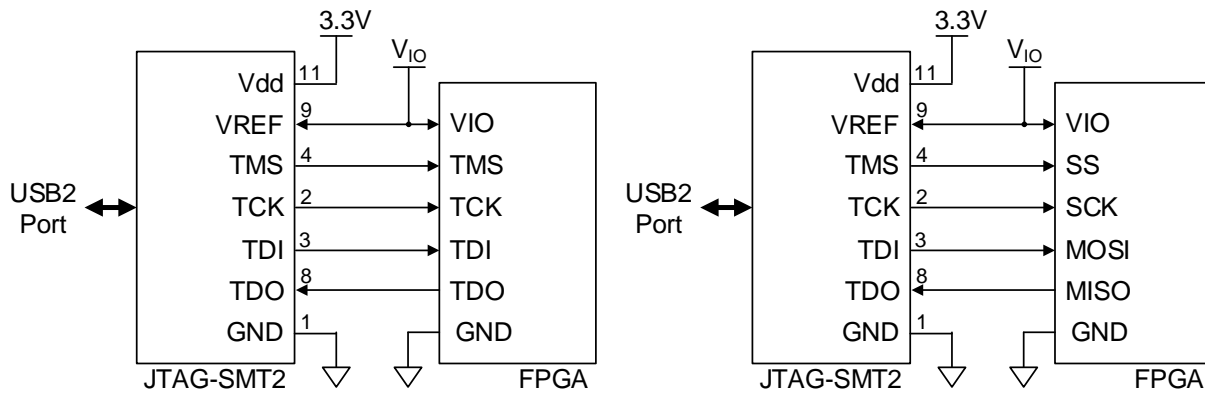 3.3V
VIO
Vdd 11
VREF 9 VIO
TMS 4 TMS
USB2
Port
TCK 2 TCK
TDI 3 TDI
TDO 8 TDO
GND 1 GND
JTAG-SMT2 FPGA
3.3V
VIO
Vdd 11
VREF 9 VIO
TMS 4 SS
USB2
Port
TCK 2 SCK
TDI 3 MOSI
TDO 8 MISO
GND 1 GND
JTAG-SMT2 FPGA